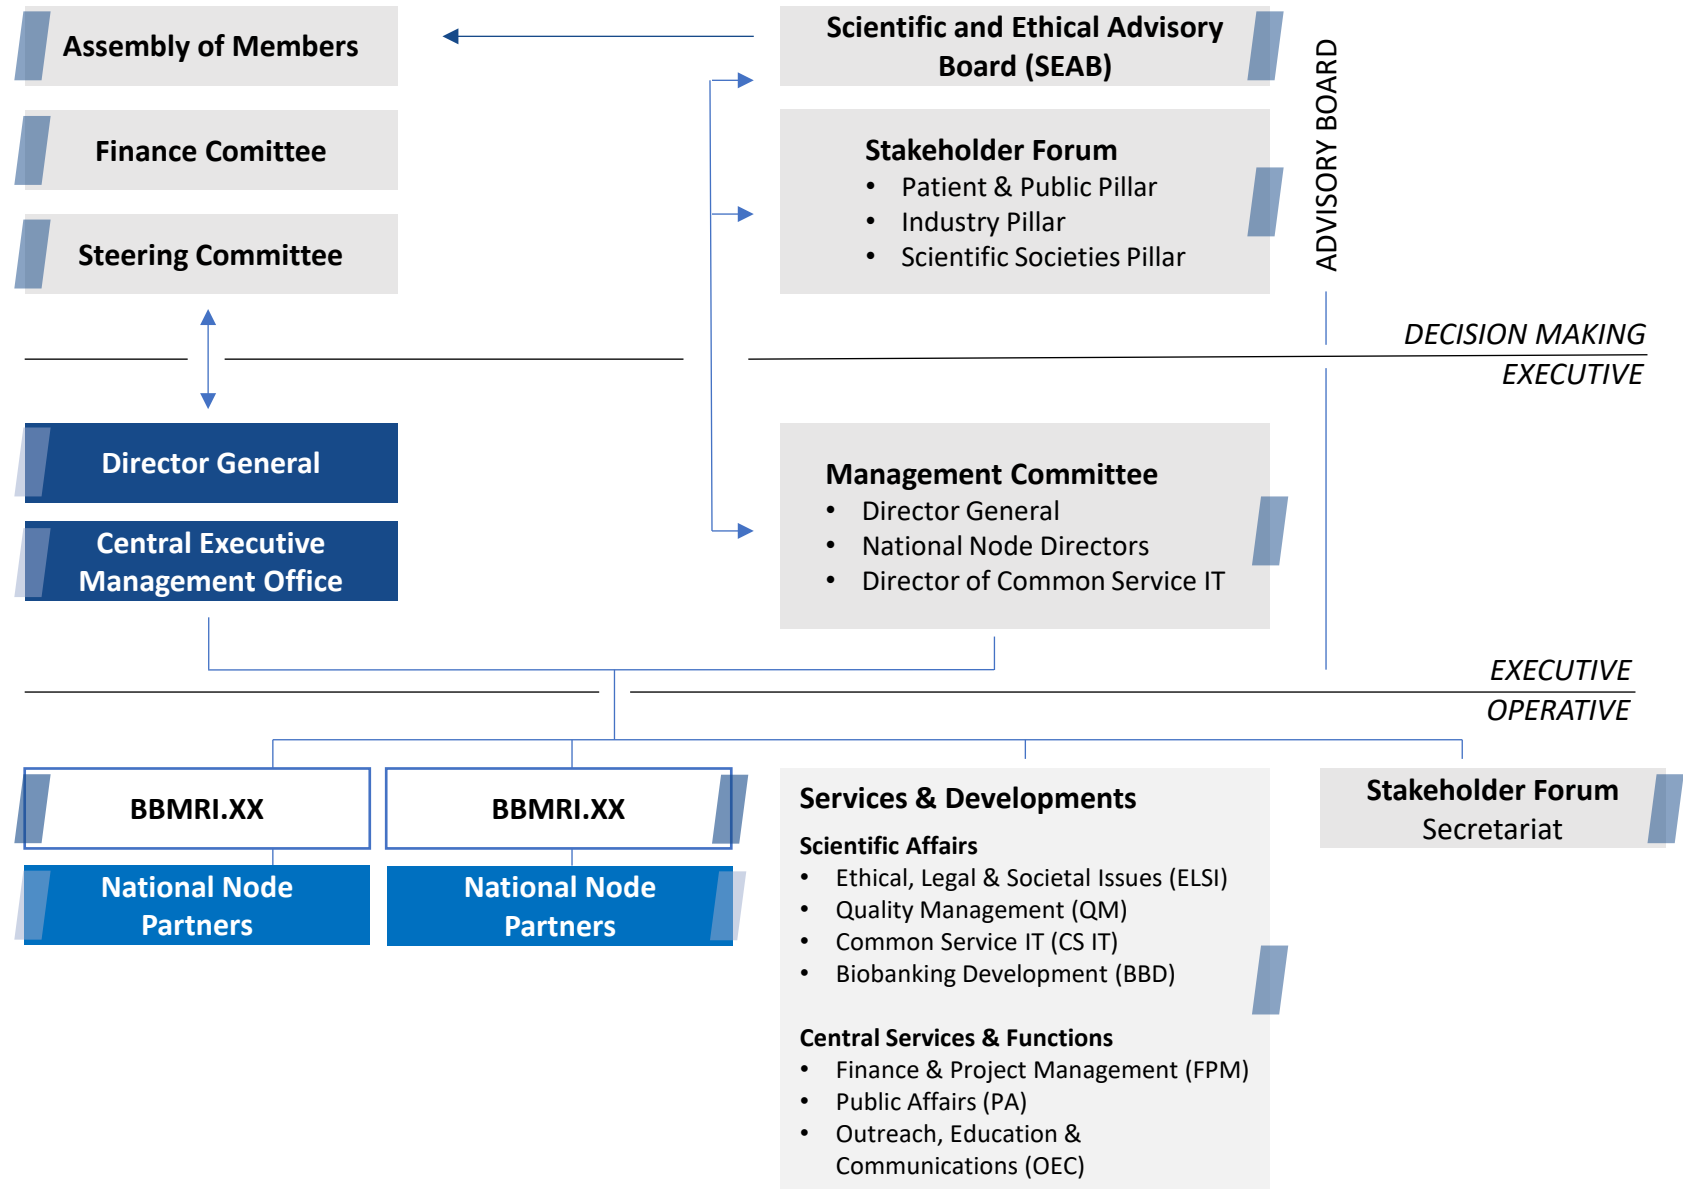 Assembly of Members
Finance Comittee
Steering Committee
Scientific and Ethical Advisory
Board (SEAB)
Stakeholder Forum
• Patient & Public Pillar
• Industry Pillar
• Scientific Societies Pillar
ADVISORY BOARD
DECISION MAKING
EXECUTIVE
Director General
Central Executive
Management Office
Management Committee
• Director General
• National Node Directors
• Director of Common Service IT
EXECUTIVE
OPERATIVE
BBMRI.XX
National Node
Partners
BBMRI.XX
National Node
Partners
Services & Developments
Scientific Affairs
• Ethical, Legal & Societal Issues (ELSI)
• Quality Management (QM)
• Common Service IT (CS IT)
• Biobanking Development (BBD)
Central Services & Functions
• Finance & Project Management (FPM)
• Public Affairs (PA)
• Outreach, Education &
Communications (OEC)
Stakeholder Forum
Secretariat